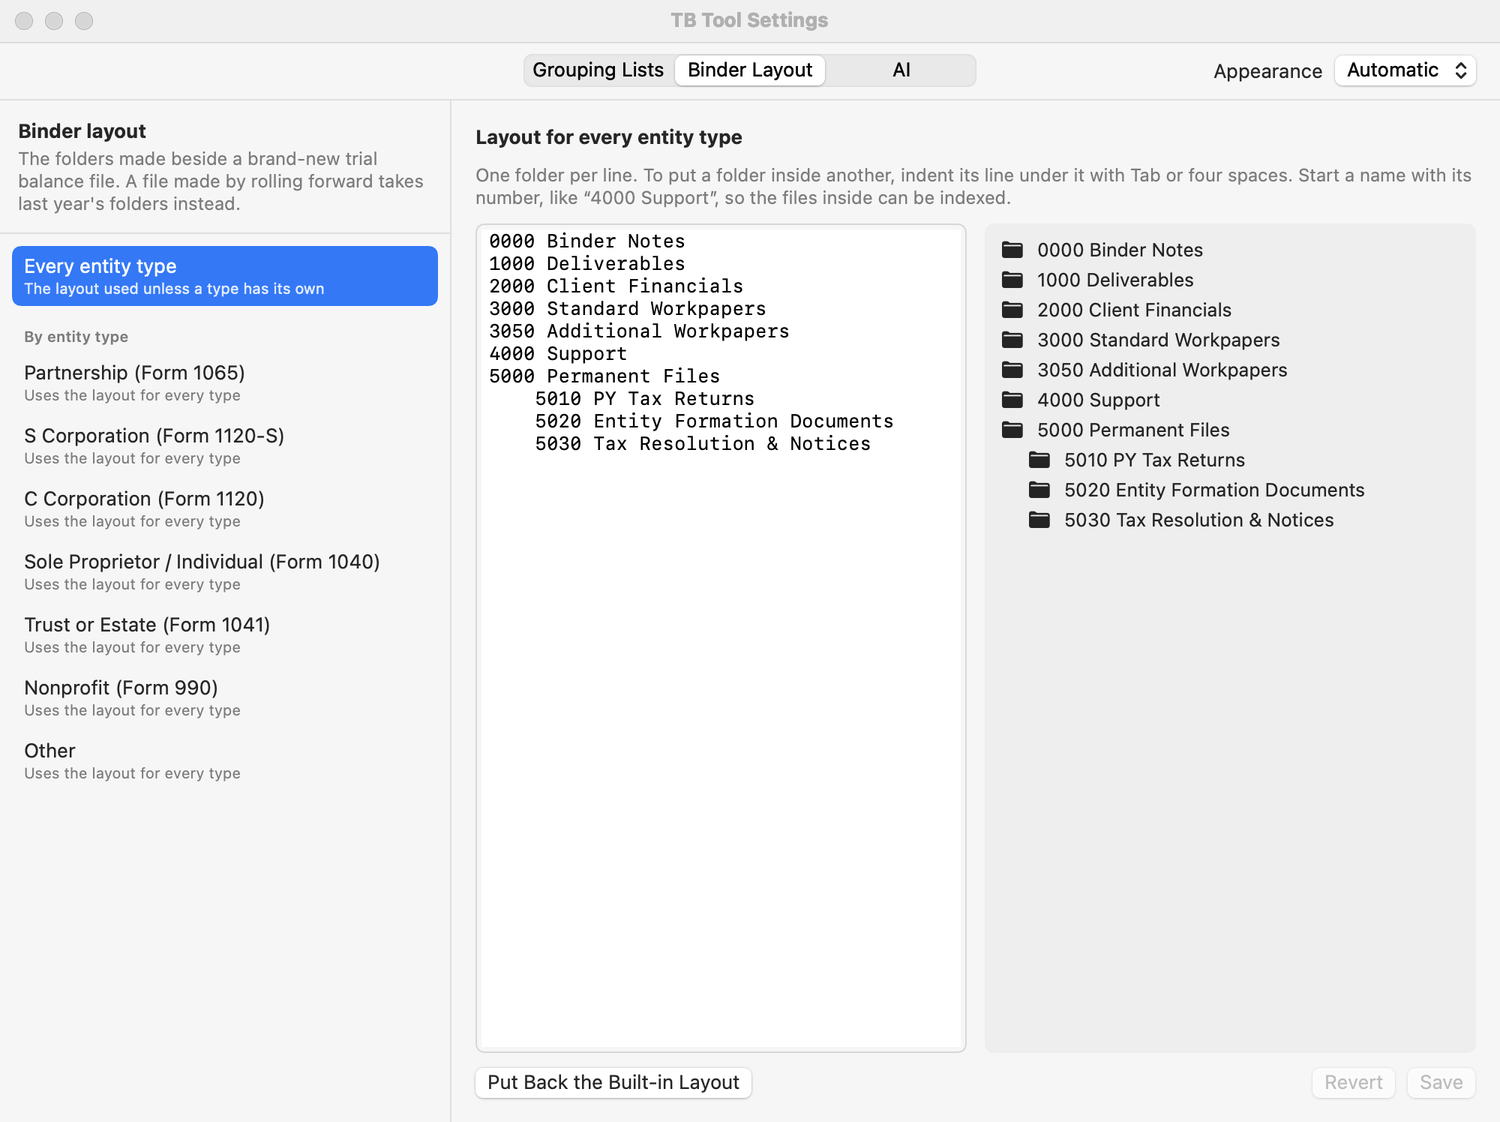 TB Tool Settings
Grouping Lists
Binder Layout
AI
Appearance
Automatic
Binder layout
The folders made beside a brand-new trial
balance file. A file made by rolling forward takes
last year's folders instead.
Every entity type
The layout used unless a type has its own
By entity type
Partnership (Form 1065)
Uses the layout for every type
S Corporation (Form 1120-S)
Uses the layout for every type
C Corporation (Form 1120)
Uses the layout for every type
Sole Proprietor / Individual (Form 1040)
Uses the layout for every type
Trust or Estate (Form 1041)
Uses the layout for every type
Nonprofit (Form 990)
Uses the layout for every type
Other
Uses the layout for every type
Layout for every entity type
One folder per line. To put a folder inside another, indent its line under it with Tab or four spaces. Start a name with its
number, like “4000 Support”, so the files inside can be indexed.
0000 Binder Notes
1000 Deliverables
2000 Client Financials
3000 Standard Workpapers
3050 Additional Workpapers
4000 Support
5000 Permanent Files
5010 PY Tax Returns
5020 Entity Formation Documents
5030 Tax Resolution & Notices
0000 Binder Notes
1000 Deliverables
2000 Client Financials
3000 Standard Workpapers
3050 Additional Workpapers
4000 Support
5000 Permanent Files
5010 PY Tax Returns
5020 Entity Formation Documents
5030 Tax Resolution & Notices
Put Back the Built-in Layout
Revert
Save